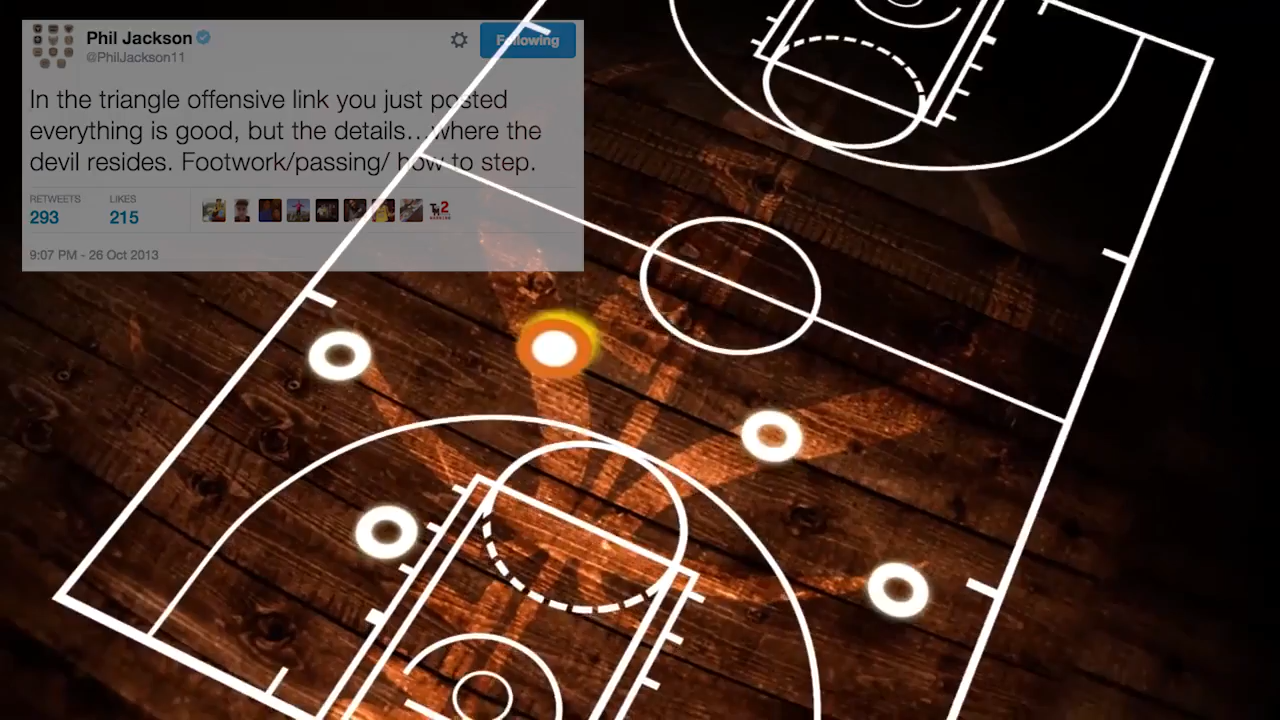 Phil Jackson
@PhilJackson11
Following
In the triangle offensive link you just posted
everything is good, but the details…where the
devil resides. Footwork/passing/ how to step.
RETWEETS LIKES
293 215
9:07 PM - 26 Oct 2013